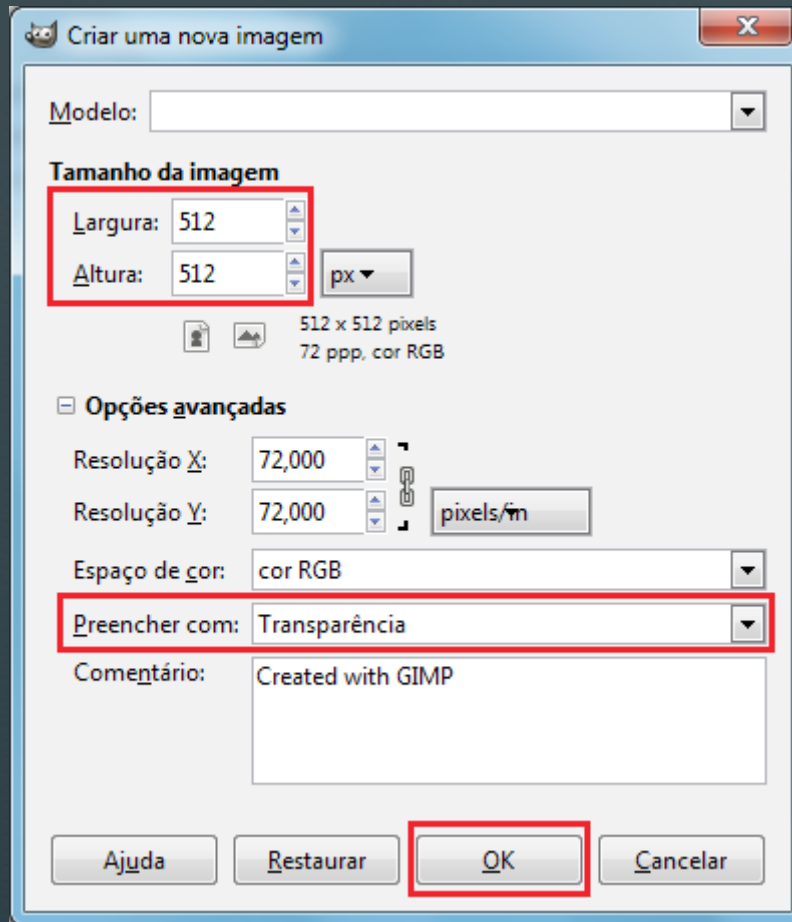 Criar uma nova imagem
Modelo:
Tamanho da imagem
Largura: 512
Altura: 512 px
512 x 512 pixels
72 ppp, cor RGB
Opções avançadas
Resolução X: 72,000
Resolução Y: 72,000 pixels/in
Espaço de cor: cor RGB
Preencher com: Transparência
Comentário: Created with GIMP
Ajuda Restaurar OK Cancelar